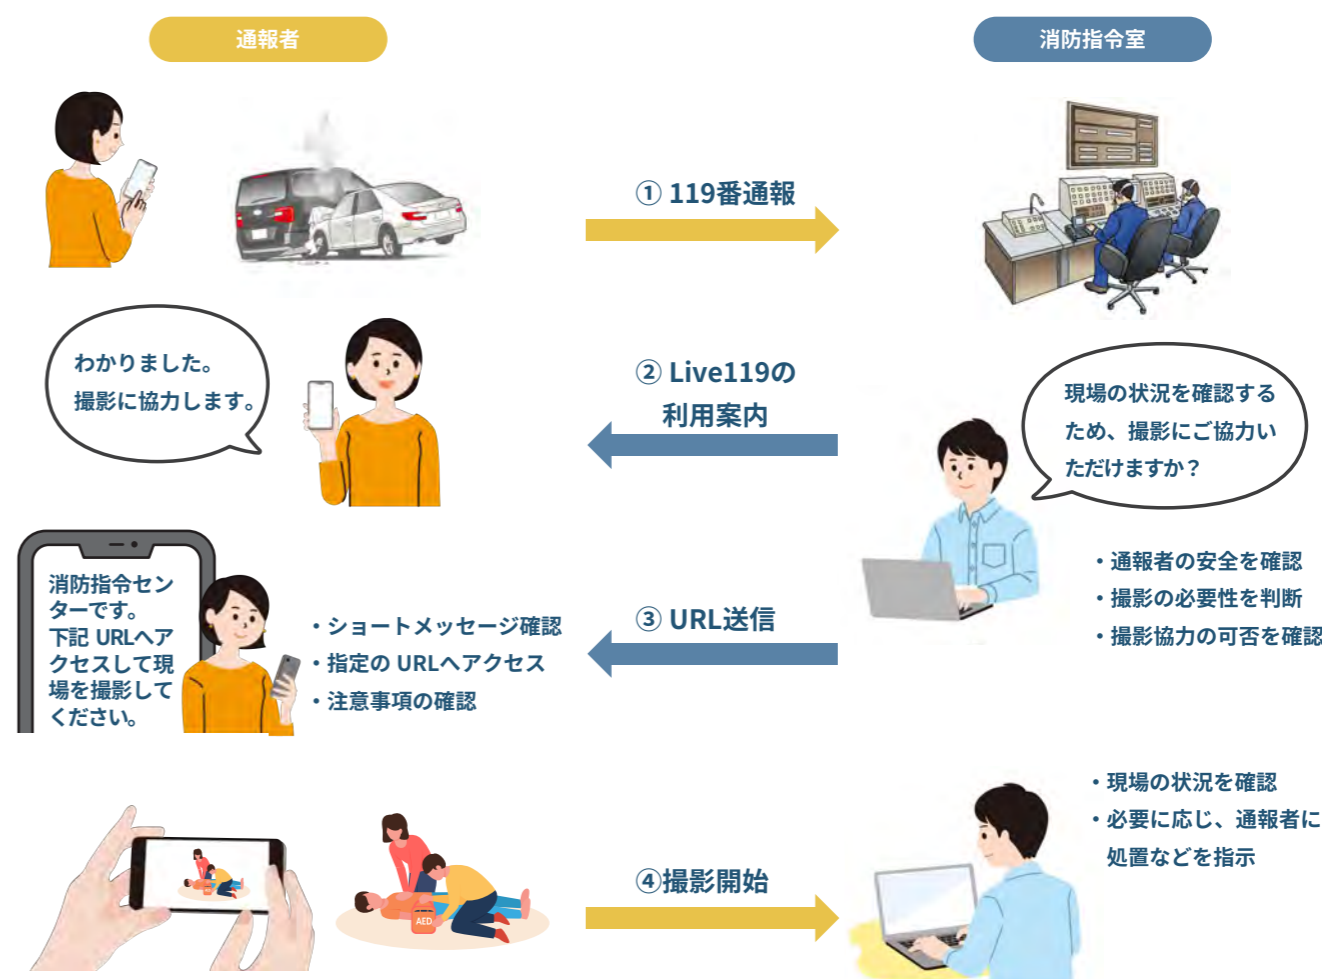 通報者
消防指令室
① 119番通報
わかりました。
撮影に協力します。
② Live119の
利用案内
現場の状況を確認する
ため、撮影にご協力い
ただけますか？
・通報者の安全を確認
・撮影の必要性を判断
・撮影協力の可否を確認
消防指令セン
ターです。
下記 URLへア
クセスして現
場を撮影して
ください。
・ショートメッセージ確認
・指定の URLへアクセス
・注意事項の確認
③ URL送信
AED
④撮影開始
・現場の状況を確認
・必要に応じ、通報者に
処置などを指示